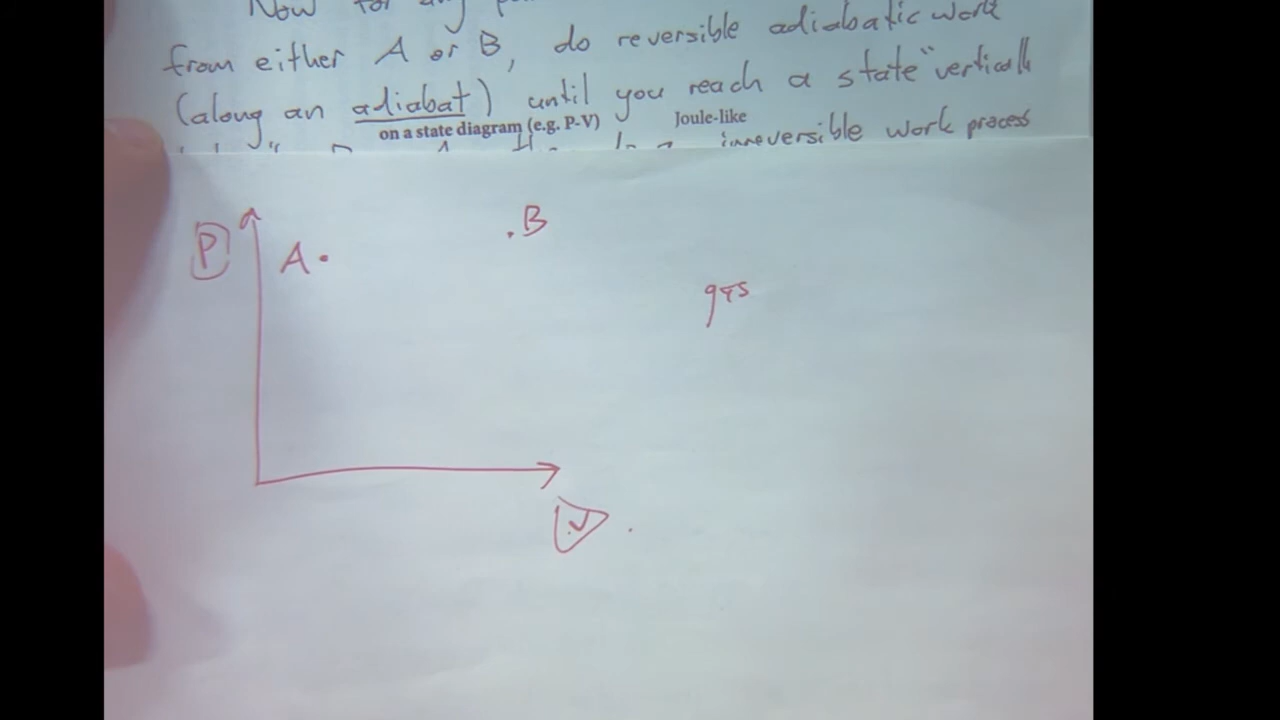 Now for any
from either A or B, do reversible adiabatic work
(along an adiabat) until you reach a state "vertically
on a state diagram (e.g. P-V) Joule-like
irreversible work process
P
A
B
gas
V